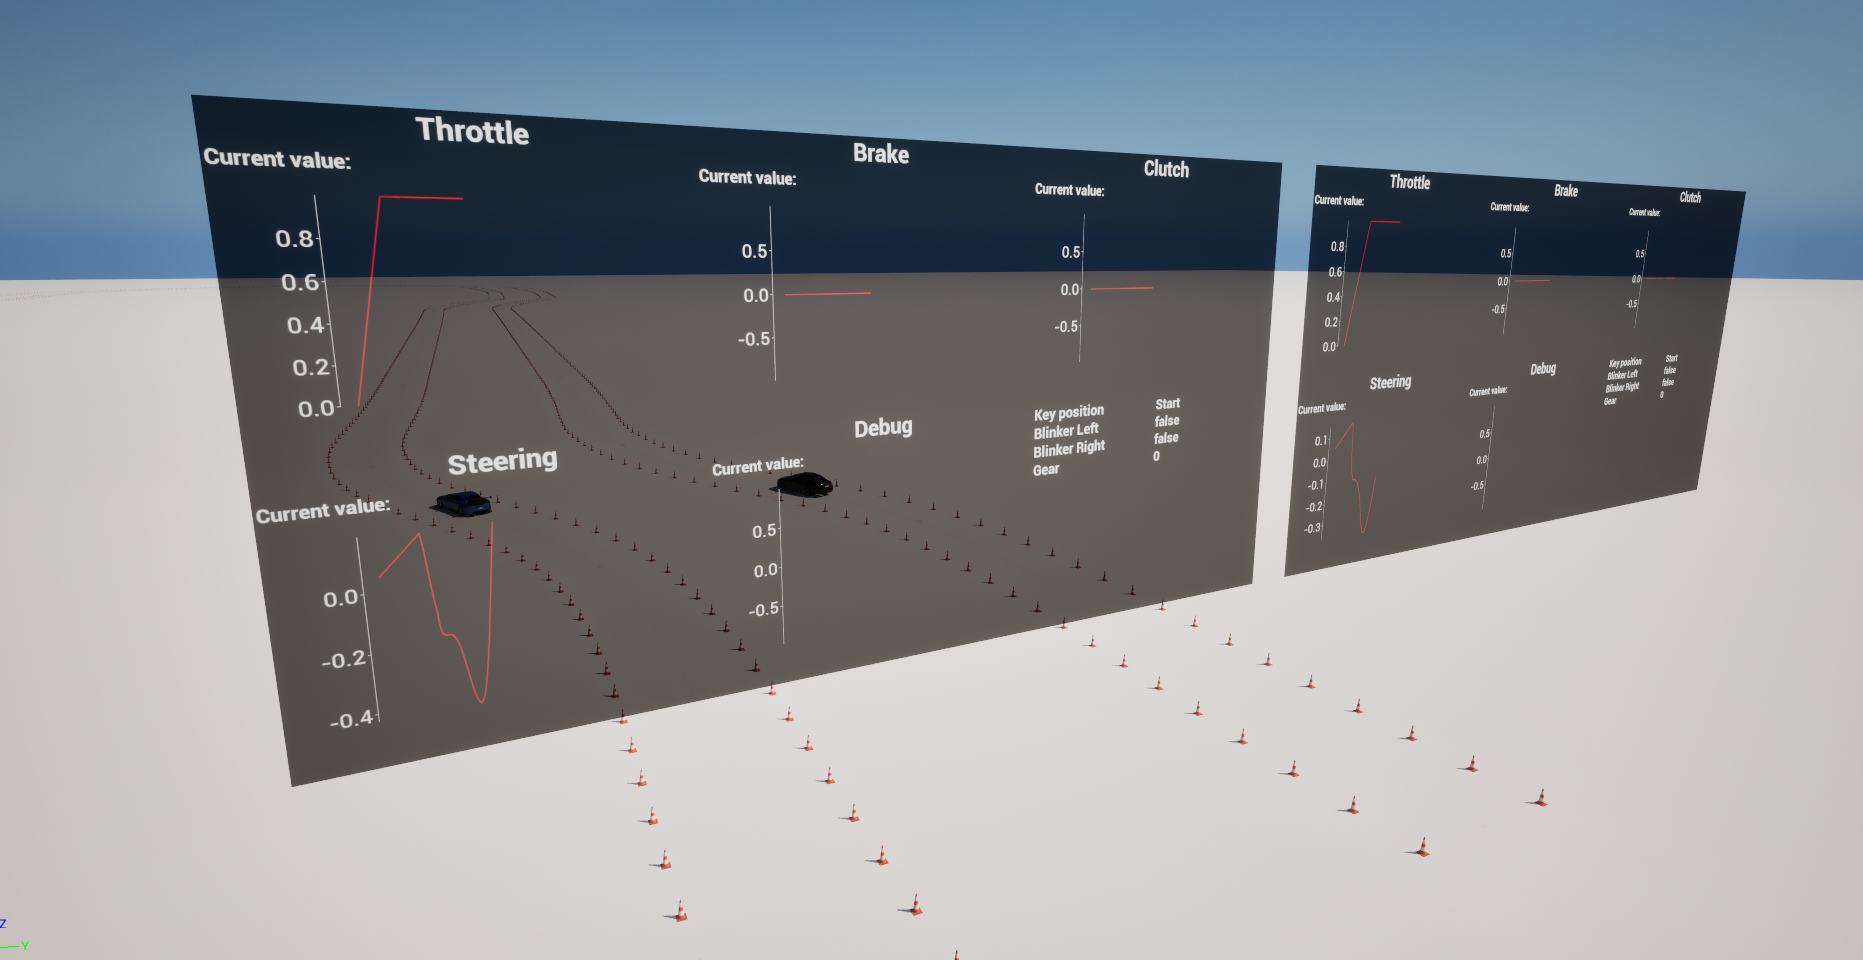 Throttle
Current value:
0.8
0.6
0.4
0.2
0.0
Brake
Current value:
0.5
0.0
-0.5
Clutch
Current value:
0.5
0.0
-0.5
Steering
Current value:
0.0
-0.2
-0.4
Debug
Current value:
0.5
0.0
-0.5
Key position Start
Blinker Left false
Blinker Right false
Gear 0
Throttle
Current value:
0.8
0.6
0.4
0.2
0.0
Brake
Current value:
0.5
0.0
-0.5
Clutch
Current value:
0.5
0.0
-0.5
Steering
Current value:
0.1
0.0
-0.1
-0.2
-0.3
Debug
Current value:
0.5
0.0
-0.5
Key position Start
Blinker Left false
Blinker Right false
Gear 0
Z
Y